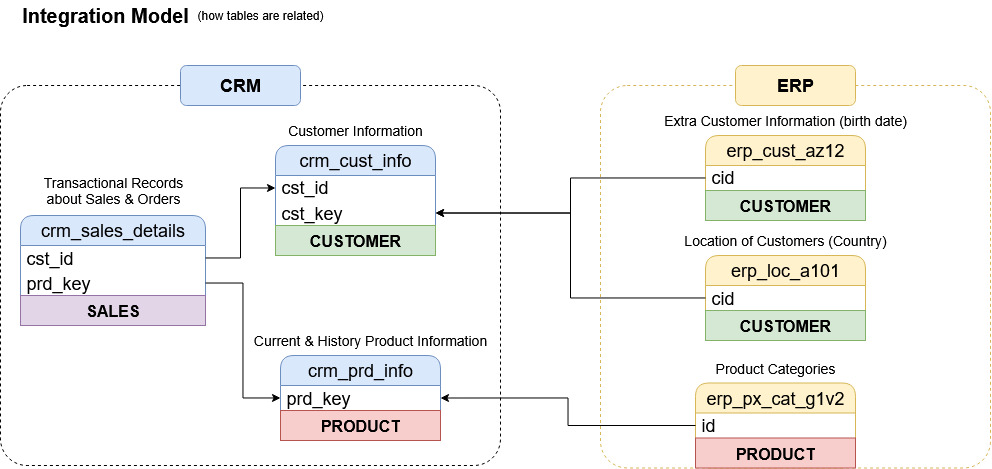 Integration Model (how tables are related)
CRM
ERP
Customer Information
crm_cust_info
cst_id
cst_key
CUSTOMER
Transactional Records
about Sales & Orders
crm_sales_details
cst_id
prd_key
SALES
Current & History Product Information
crm_prd_info
prd_key
PRODUCT
Extra Customer Information (birth date)
erp_cust_az12
cid
CUSTOMER
Location of Customers (Country)
erp_loc_a101
cid
CUSTOMER
Product Categories
erp_px_cat_g1v2
id
PRODUCT